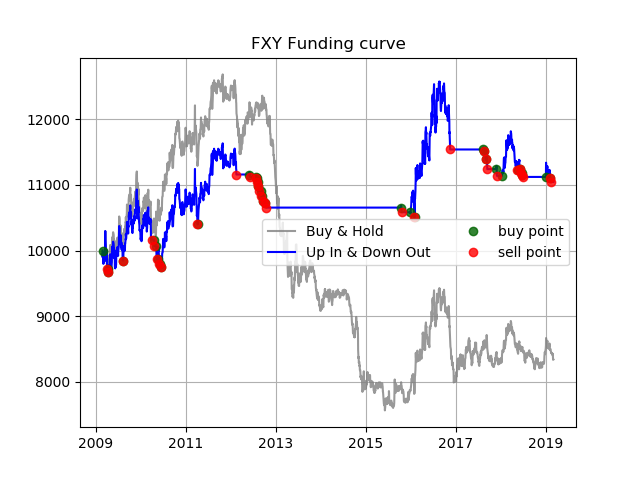 FXY Funding curve
12000
11000
10000
9000
8000
Buy & Hold
Up In & Down Out
buy point
sell point
2009 2011 2013 2015 2017 2019